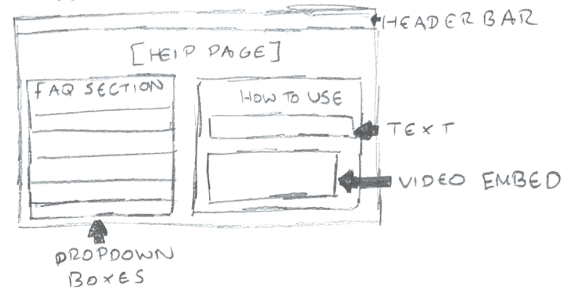 HEADER BAR
[HELP PAGE]
FAQ SECTION
HOW TO USE
TEXT
VIDEO EMBED
DROPDOWN
BOXES